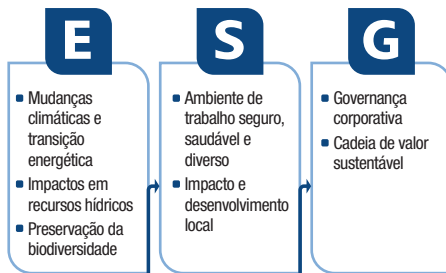 E
Mudanças
climáticas e
transição
energética
Impactos em
recursos hídricos
Preservação da
biodiversidade
S
Ambiente de
trabalho seguro,
saudável e
diverso
Impacto e
desenvolvimento
local
G
Governança
corporativa
Cadeia de valor
sustentável